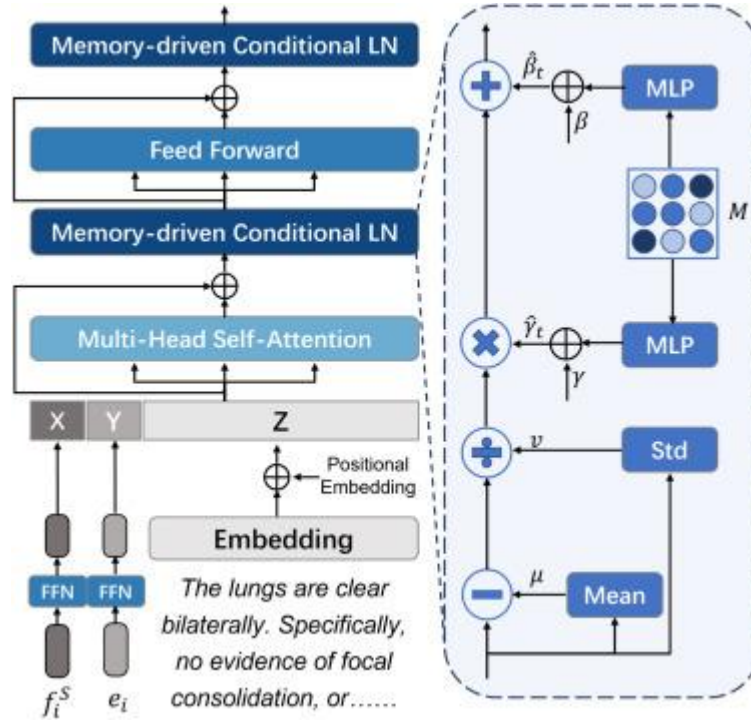 Memory-driven Conditional LN
Feed Forward
Memory-driven Conditional LN
Multi-Head Self-Attention
X Y Z
Positional
Embedding
Embedding
FFN FFN
The lungs are clear
bilaterally. Specifically,
no evidence of focal
consolidation, or……
f_i^S e_i
β̂_t
MLP
β
M
γ̂_t
MLP
γ
v
Std
μ
Mean